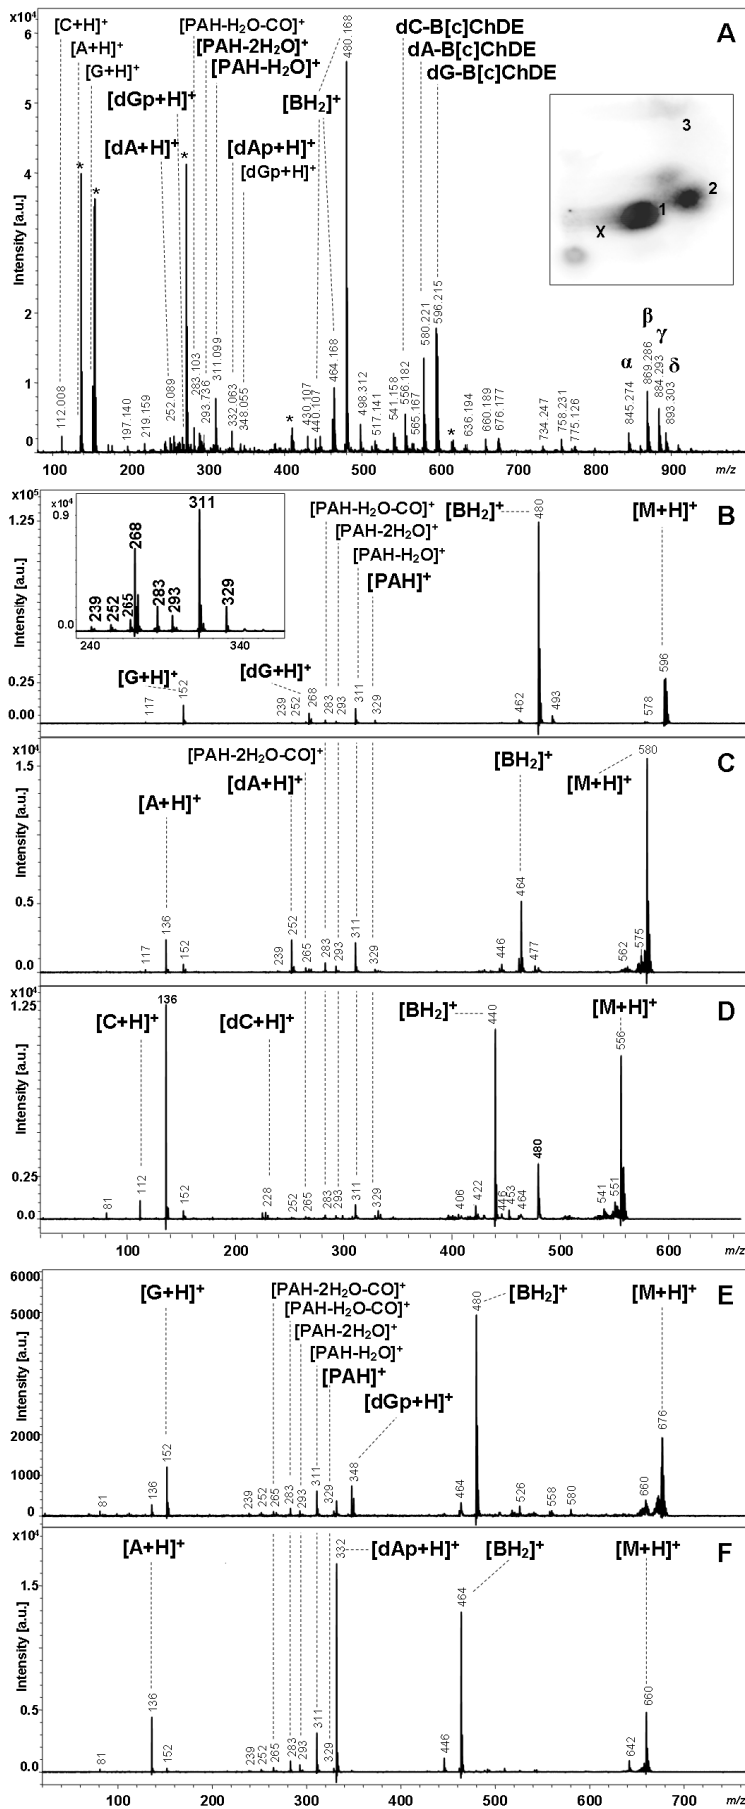 x10⁴
[C+H]⁺
[A+H]⁺
[G+H]⁺
[dGp+H]⁺
[dA+H]⁺
[PAH-H₂O-CO]⁺
[PAH-2H₂O]⁺
[PAH-H₂O]⁺
[BH₂]⁺
[dAp+H]⁺
[dGp+H]⁺
480.168
dC-B[c]ChDE
dA-B[c]ChDE
dG-B[c]ChDE
A
3
2
1
X
Intensity [a.u.]
5
4
3
2
1
0
* * * * *
112.008
197.140
219.159
252.089
283.103
293.736
311.099
332.063
348.055
430.107
440.107
464.168
498.312
517.141
541.158
556.182
565.167
580.221
596.215
636.194
660.189
676.177
734.247
758.231
775.126
α
845.274
β
869.286
γ
884.293
δ
893.303
100 200 300 400 500 600 700 800 900 m/z
x10⁵
1.25
0.25
0.00
Intensity [a.u.]
x10⁴
0.9
0.0
239
252
265
268
283
293
311
329
240 340
[PAH-H₂O-CO]⁺
[PAH-2H₂O]⁺
[PAH-H₂O]⁺
[PAH]⁺
[BH₂]⁺
480
[M+H]⁺
B
[G+H]⁺
[dG+H]⁺
117
152
239
252
268
283
293
311
329
462
493
578
596
x10⁴
1.5
0.5
0.0
Intensity [a.u.]
[PAH-2H₂O-CO]⁺
[dA+H]⁺
[A+H]⁺
[BH₂]⁺
[M+H]⁺
580
C
117
136
152
239
252
265
283
293
311
329
446
464
477
562
575
x10⁴
1.25
0.25
0.0
Intensity [a.u.]
[C+H]⁺
136
[dC+H]⁺
[BH₂]⁺
440
[M+H]⁺
556
D
81
112
152
228
252
265
283
293
311
329
406
422
446
453
464
480
541
551
100 200 300 400 500 600 m/z
6000
5000
2000
1000
0
Intensity [a.u.]
[G+H]⁺
[PAH-2H₂O-CO]⁺
[PAH-H₂O-CO]⁺
[PAH-2H₂O]⁺
[PAH-H₂O]⁺
[PAH]⁺
[dGp+H]⁺
480
[BH₂]⁺
[M+H]⁺
E
81
136
152
239
252
265
283
293
311
329
348
464
526
558
580
660
676
x10⁴
1.5
1.0
0.5
0.0
Intensity [a.u.]
[A+H]⁺
332
[dAp+H]⁺
[BH₂]⁺
[M+H]⁺
F
81
136
152
239
252
265
283
293
311
329
446
464
642
660
100 200 300 400 500 600 700 m/z